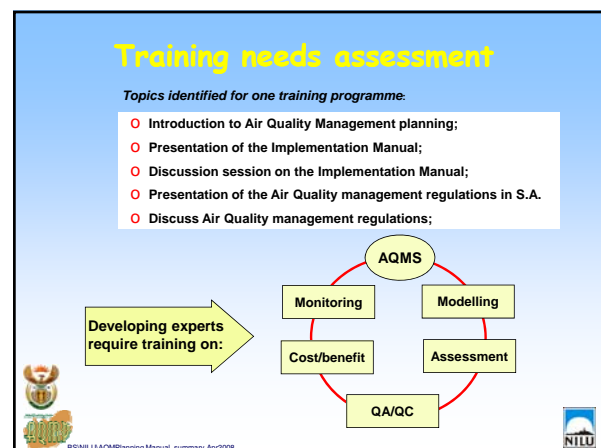 Training needs assessment
Topics identified for one training programme:
o Introduction to Air Quality Management planning;
o Presentation of the Implementation Manual;
o Discussion session on the Implementation Manual;
o Presentation of the Air Quality management regulations in S.A.
o Discuss Air Quality management regulations;
AQMS
Monitoring
Modelling
Developing experts
require training on:
Cost/benefit
Assessment
QA/QC
NILU